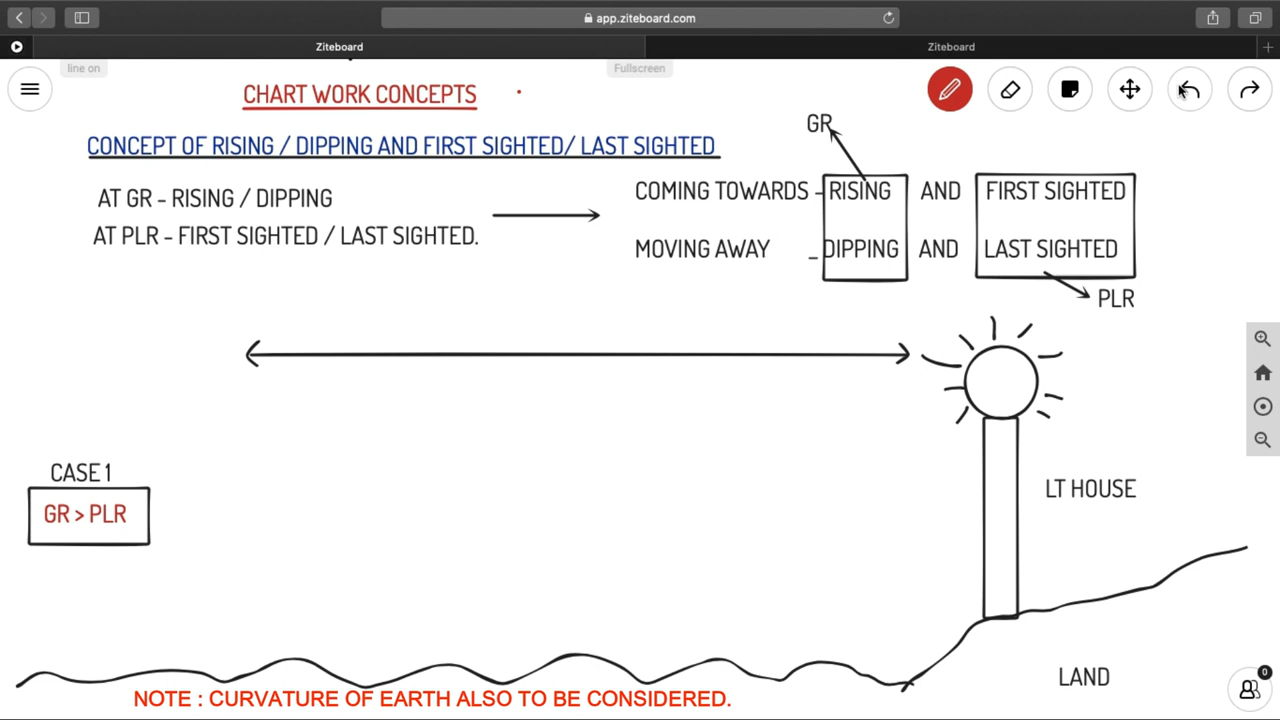 app.ziteboard.com
Ziteboard
Ziteboard
line on
Fullscreen
CHART WORK CONCEPTS
GR
CONCEPT OF RISING / DIPPING AND FIRST SIGHTED/ LAST SIGHTED
AT GR - RISING / DIPPING
COMING TOWARDS - RISING AND FIRST SIGHTED
AT PLR - FIRST SIGHTED / LAST SIGHTED.
MOVING AWAY _ DIPPING AND LAST SIGHTED
PLR
CASE 1
GR > PLR
LT HOUSE
LAND
NOTE : CURVATURE OF EARTH ALSO TO BE CONSIDERED.
0